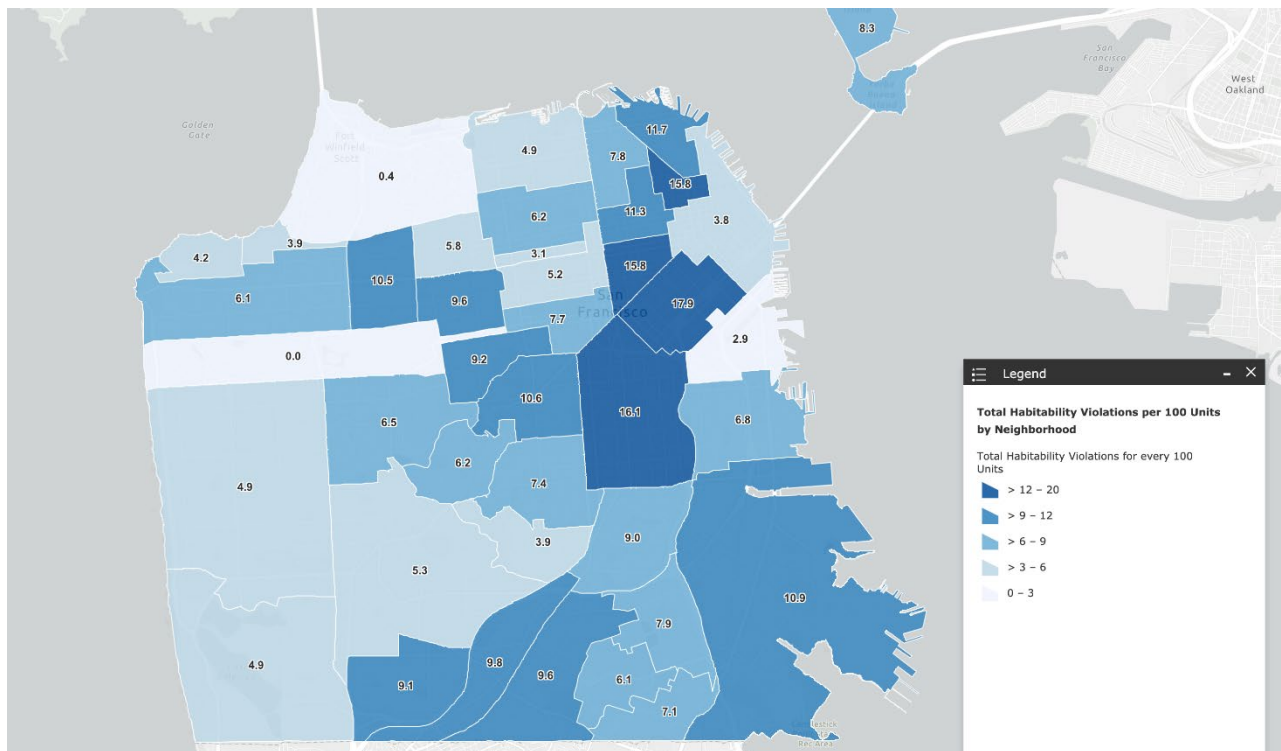 8.3
San
Francisco
Bay
West
Oakland
Golden
Gate
Fort
Winfield
Scott
11.7
4.9
7.8
0.4
15.8
6.2
11.3
3.8
3.9
5.8
4.2
3.1
15.8
5.2
10.5
6.1
9.6
San
Francisco
17.9
7.7
2.9
0.0
9.2
10.6
16.1
6.5
6.8
6.2
7.4
4.9
9.0
3.9
5.3
10.9
7.9
4.9
9.8
9.6
9.1
6.1
7.1
Legend
Total Habitability Violations per 100 Units
by Neighborhood
Total Habitability Violations for every 100
Units
> 12 – 20
> 9 – 12
> 6 – 9
> 3 – 6
0 – 3